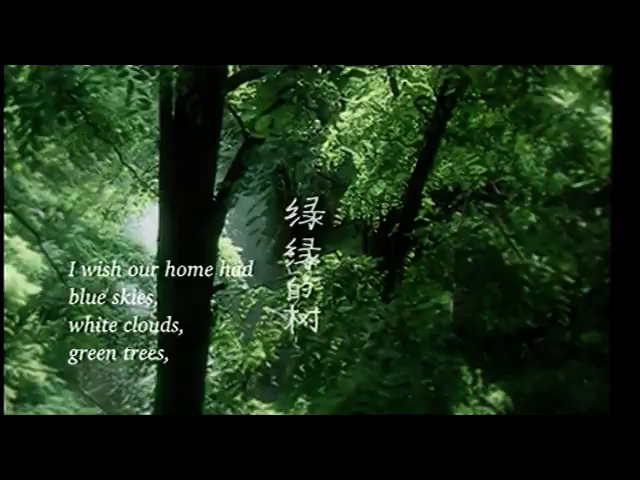 I wish our home had
blue skies,
white clouds,
green trees,
绿绿的树